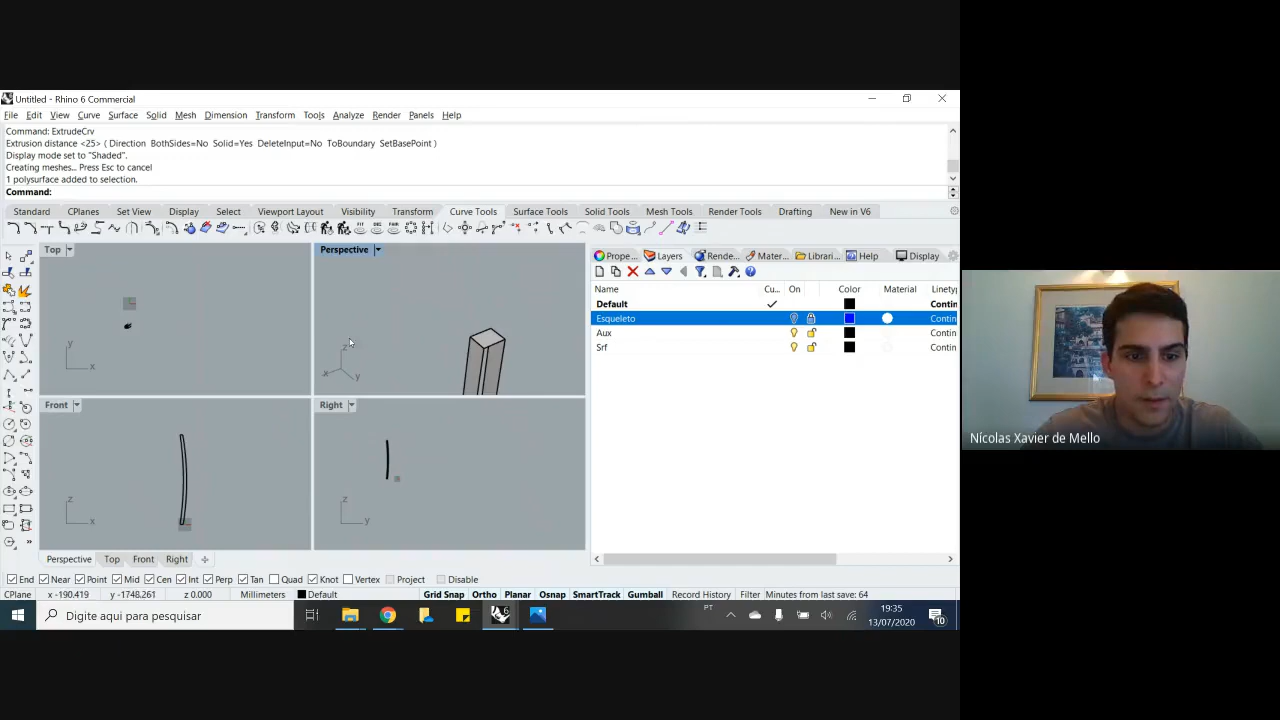 Untitled - Rhino 6 Commercial
File Edit View Curve Surface Solid Mesh Dimension Transform Tools Analyze Render Panels Help
Command: ExtrudeCrv
Extrusion distance <25> ( Direction BothSides=No Solid=Yes DeleteInput=No ToBoundary SetBasePoint )
Display mode set to "Shaded".
Creating meshes... Press Esc to cancel
1 polysurface added to selection.
Command:
Standard CPlanes Set View Display Select Viewport Layout Visibility Transform Curve Tools Surface Tools Solid Tools Mesh Tools Render Tools Drafting New in V6
Top
Perspective
Prope... Layers Rende... Mater... Librari... Help Display
Name Cu... On Color Material Linety
Default Contin
Esqueleto Contin
Aux Contin
Srf Contin
y x
z x y
Front
Right
z x
z y
Nícolas Xavier de Mello
Perspective Top Front Right
End Near Point Mid Cen Int Perp Tan Quad Knot Vertex Project Disable
CPlane x -190.419 y -1748.261 z 0.000 Millimeters Default Grid Snap Ortho Planar Osnap SmartTrack Gumball Record History Filter Minutes from last save: 64
Digite aqui para pesquisar
PT
19:35
13/07/2020
10